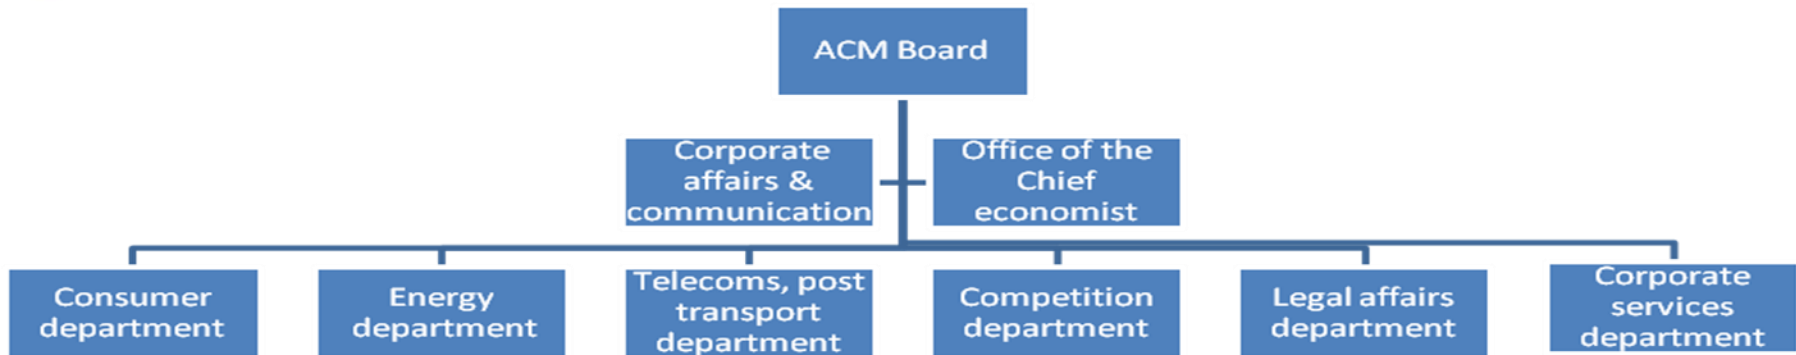 ACM Board
Corporate
affairs &
communication
Office of the
Chief
economist
Consumer
department
Energy
department
Telecoms, post
transport
department
Competition
department
Legal affairs
department
Corporate
services
department